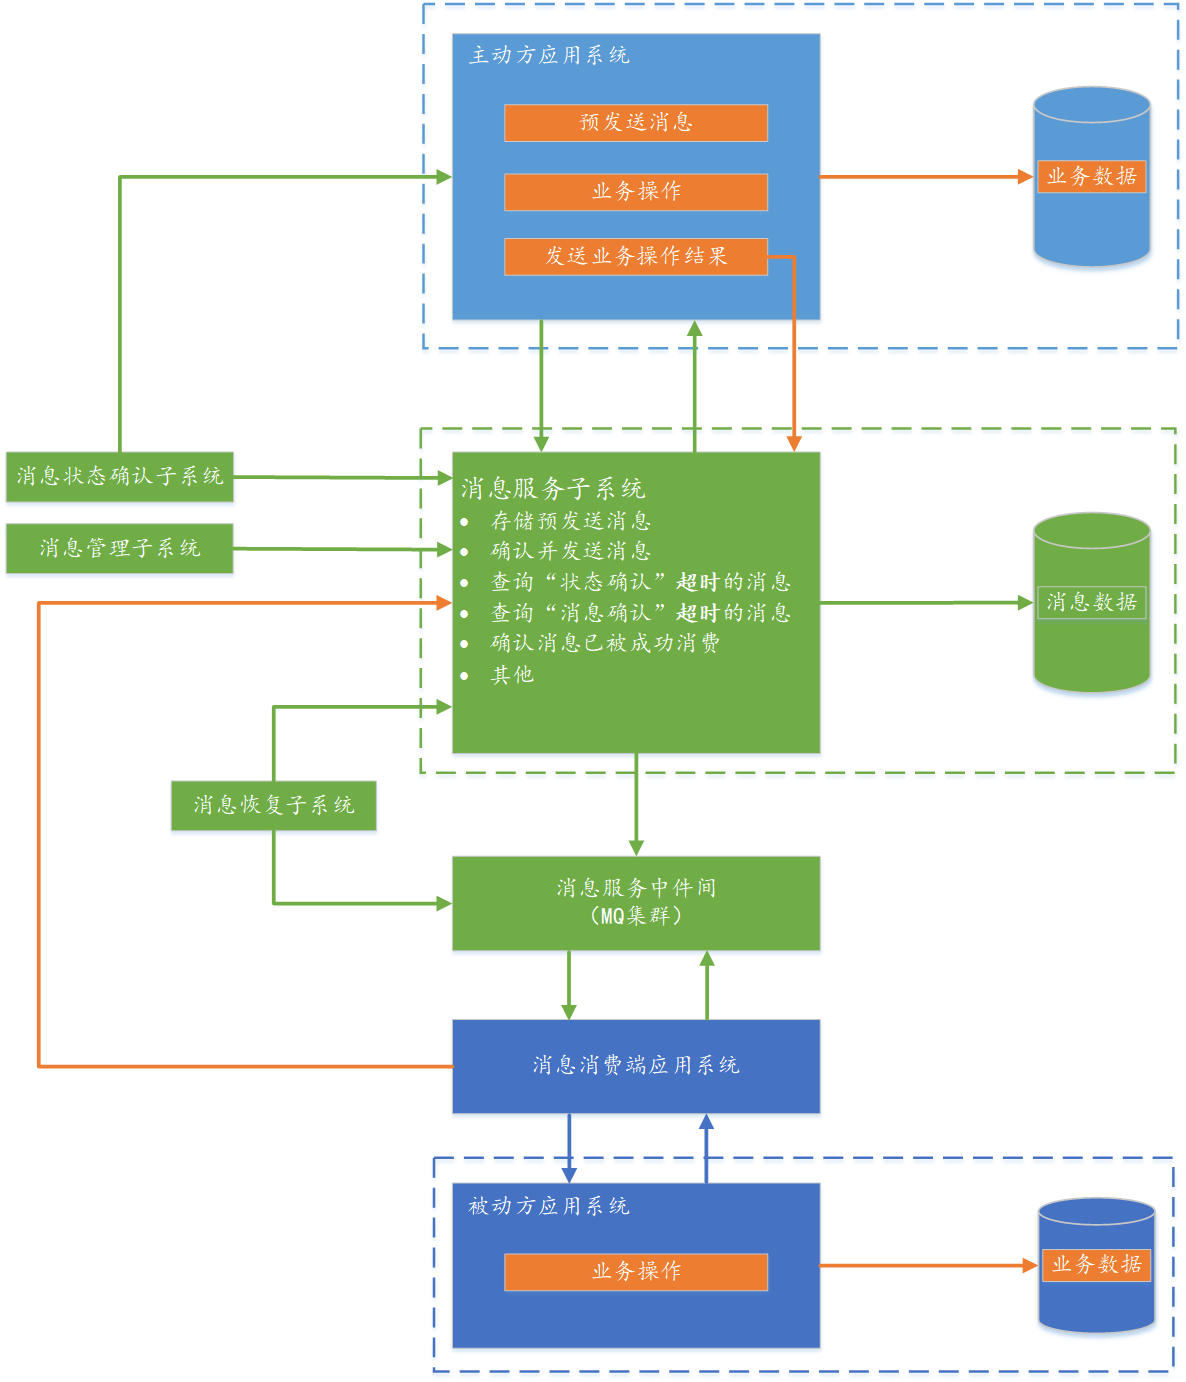 主动方应用系统
预发送消息
业务操作
业务数据
发送业务操作结果
消息状态确认子系统
消息管理子系统
消息服务子系统
• 存储预发送消息
• 确认并发送消息
• 查询“状态确认”超时的消息
• 查询“消息确认”超时的消息
• 确认消息已被成功消费
• 其他
消息数据
消息恢复子系统
消息服务中件间
（MQ集群）
消息消费端应用系统
被动方应用系统
业务操作
业务数据